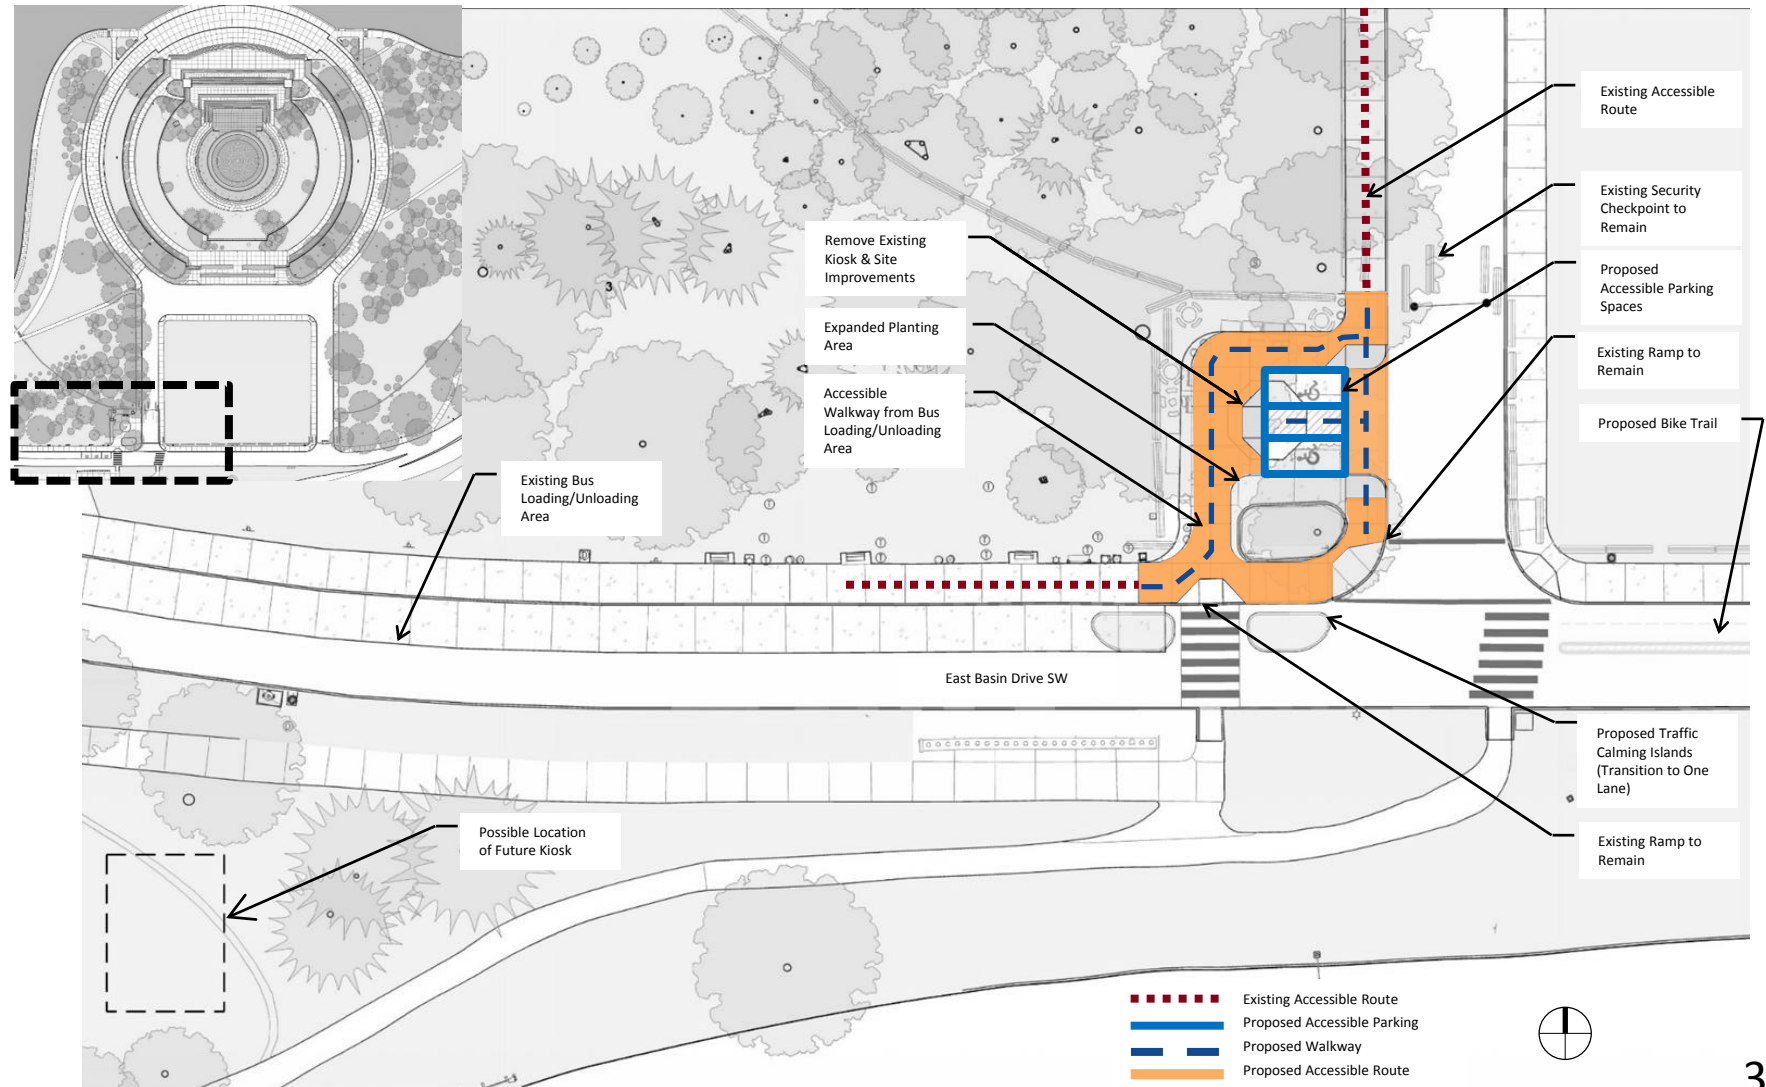 Existing Accessible
Route
Existing Security
Checkpoint to
Remain
Remove Existing
Kiosk & Site
Improvements
Proposed
Accessible Parking
Spaces
Expanded Planting
Area
Existing Ramp to
Remain
Accessible
Walkway from Bus
Loading/Unloading
Area
Proposed Bike Trail
Existing Bus
Loading/Unloading
Area
3
East Basin Drive SW
Proposed Traffic
Calming Islands
(Transition to One
Lane)
Possible Location
of Future Kiosk
Existing Ramp to
Remain
Existing Accessible Route
Proposed Accessible Parking
Proposed Walkway
Proposed Accessible Route
3